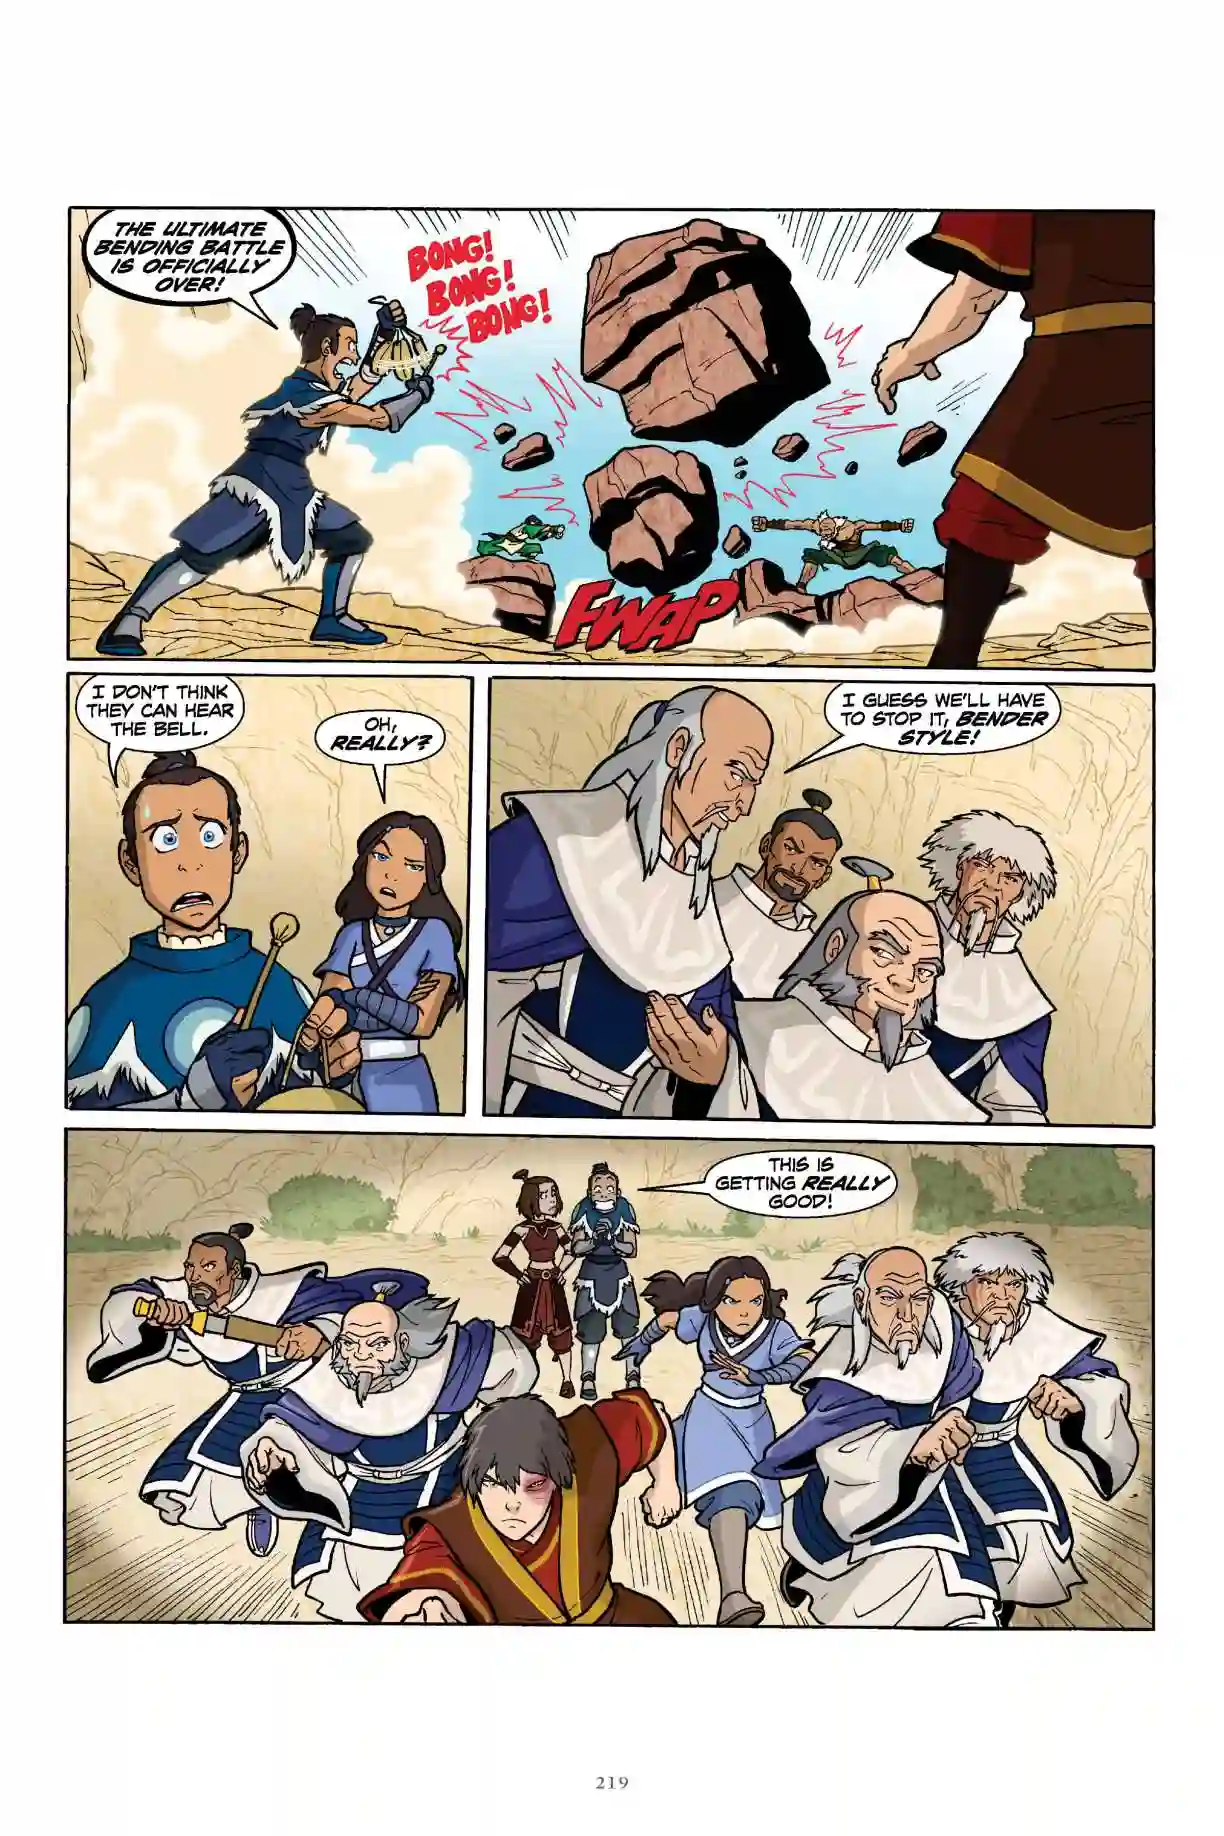 THE ULTIMATE
BENDING BATTLE
IS OFFICIALLY
OVER!
BONG!
BONG!
BONG!
FWAP
I DON'T THINK
THEY CAN HEAR
THE BELL.
OH,
REALLY?
I GUESS WE'LL HAVE
TO STOP IT, BENDER
STYLE!
THIS IS
GETTING REALLY
GOOD!
219